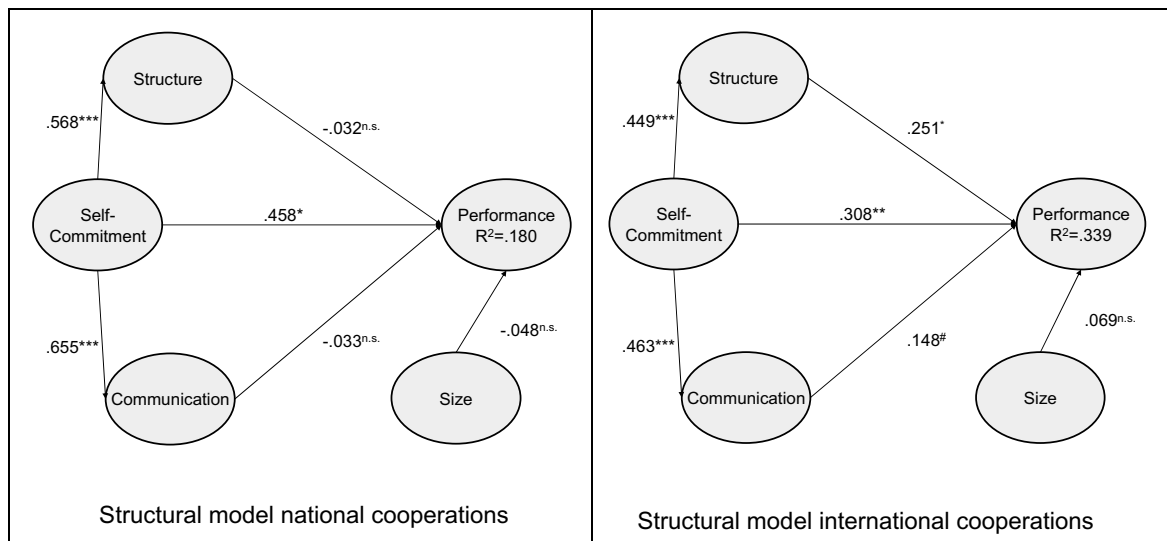 Structure
.568***
-.032n.s.
Self-
Commitment
.458*
Performance
R²=.180
.655***
-.033n.s.
-.048n.s.
Communication
Size
Structural model national cooperations
Structure
.449***
.251*
Self-
Commitment
.308**
Performance
R²=.339
.463***
.148#
.069n.s.
Communication
Size
Structural model international cooperations